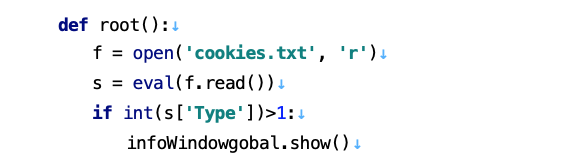 def root():↓
f = open('cookies.txt', 'r')↓
s = eval(f.read())↓
if int(s['Type'])>1:↓
infoWindowgobal.show()↓